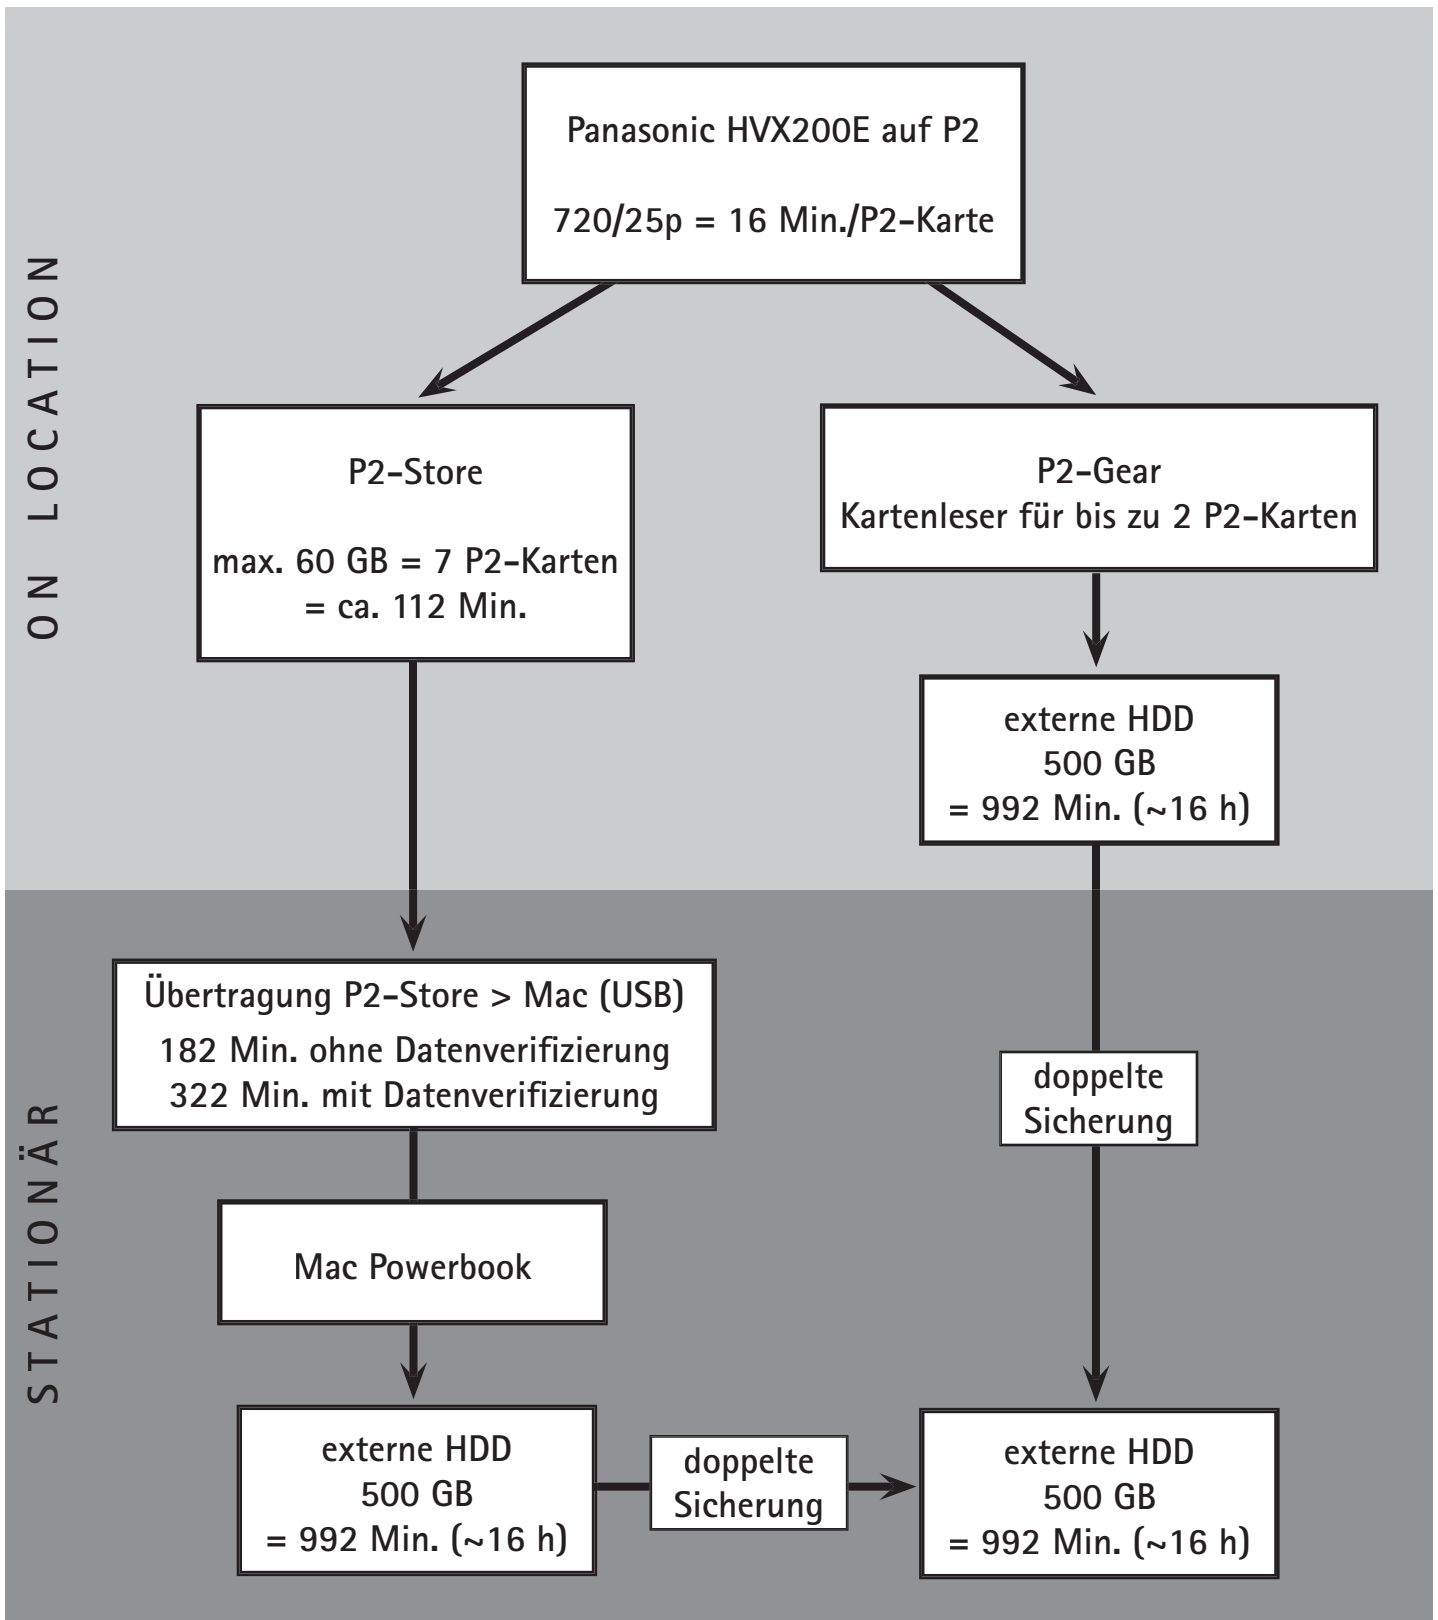 ON LOCATION
Panasonic HVX200E auf P2
720/25p = 16 Min./P2-Karte
P2-Store
max. 60 GB = 7 P2-Karten
= ca. 112 Min.
P2-Gear
Kartenleser für bis zu 2 P2-Karten
externe HDD
500 GB
= 992 Min. (~16 h)
STATIONÄR
Übertragung P2-Store > Mac (USB)
182 Min. ohne Datenverifizierung
322 Min. mit Datenverifizierung
doppelte
Sicherung
Mac Powerbook
externe HDD
500 GB
= 992 Min. (~16 h)
doppelte
Sicherung
externe HDD
500 GB
= 992 Min. (~16 h)